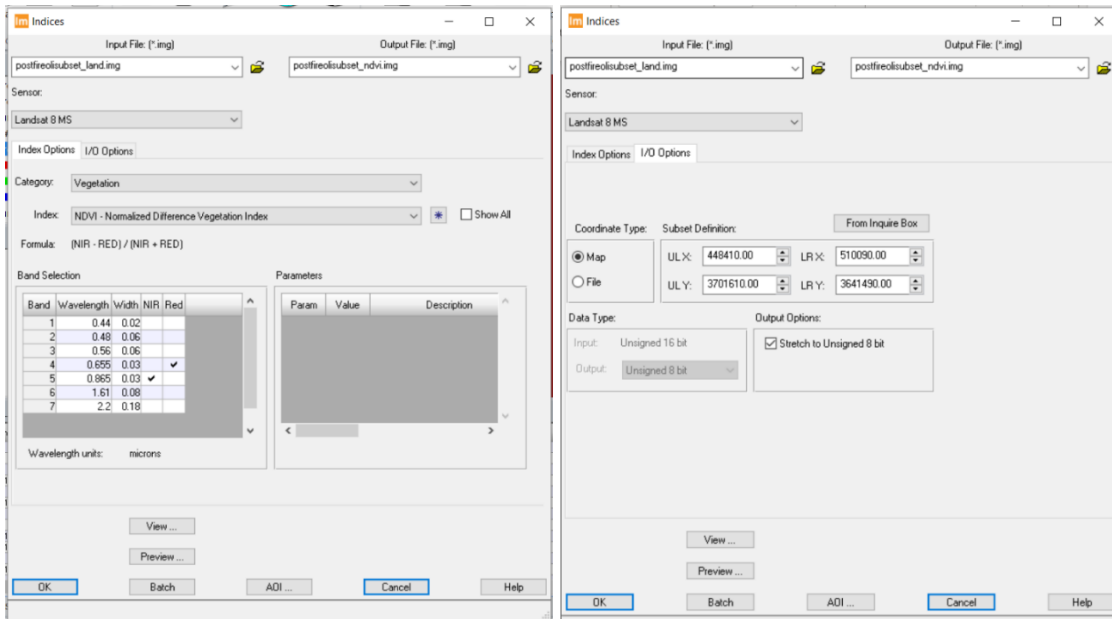 Im Indices
Input File: (*.img) Output File: (*.img)
postfireolisubset_land.img postfireolisubset_ndvi.img
Sensor:
Landsat 8 MS
Index Options I/O Options
Category: Vegetation
Index: NDVI - Normalized Difference Vegetation Index Show All
Formula: (NIR - RED) / (NIR + RED)
Band Selection Parameters
Band Wavelength Width NIR Red Param Value Description
1 0.44 0.02
2 0.48 0.06
3 0.56 0.06
4 0.655 0.03
5 0.865 0.03
6 1.61 0.08
7 2.2 0.18
Wavelength units: microns
View ...
Preview ...
OK Batch AOI ... Cancel Help
Im Indices
Input File: (*.img) Output File: (*.img)
postfireolisubset_land.img postfireolisubset_ndvi.img
Sensor:
Landsat 8 MS
Index Options I/O Options
From Inquire Box
Coordinate Type: Subset Definition:
Map UL X: 448410.00 LR X: 510090.00
File UL Y: 3701610.00 LR Y: 3641490.00
Data Type: Output Options:
Input: Unsigned 16 bit Stretch to Unsigned 8 bit
Output: Unsigned 8 bit
View ...
Preview ...
OK Batch AOI ... Cancel Help